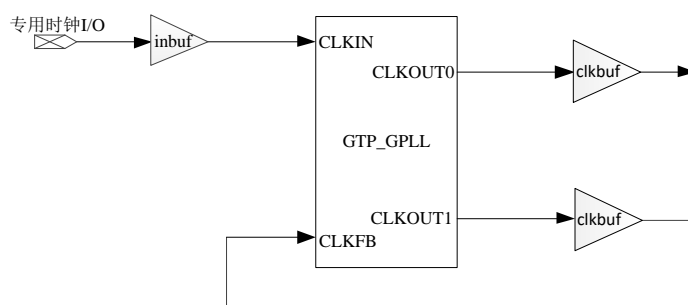 专用时钟I/O
inbuf
CLKIN
CLKOUT0
clkbuf
GTP_GPLL
CLKOUT1
clkbuf
CLKFB